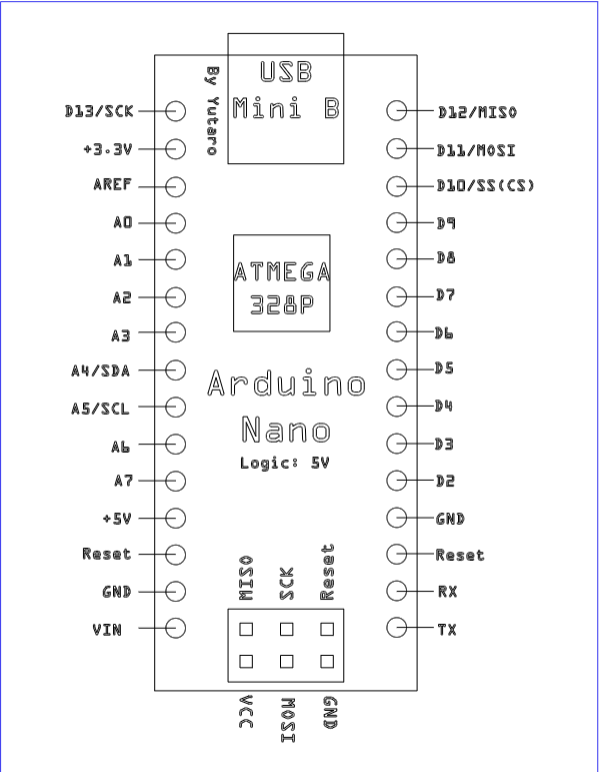 USB
Mini B
By Yutaro
D13/SCK
D12/MISO
+3.3V
D11/MOSI
AREF
D10/SS(CS)
A0
D9
A1
D8
A2
D7
A3
D6
A4/SDA
D5
A5/SCL
D4
A6
D3
A7
D2
+5V
GND
Reset
Reset
GND
RX
VIN
TX
ATMEGA
328P
Arduino
Nano
Logic: 5V
MISO
SCK
Reset
VCC
MOSI
GND